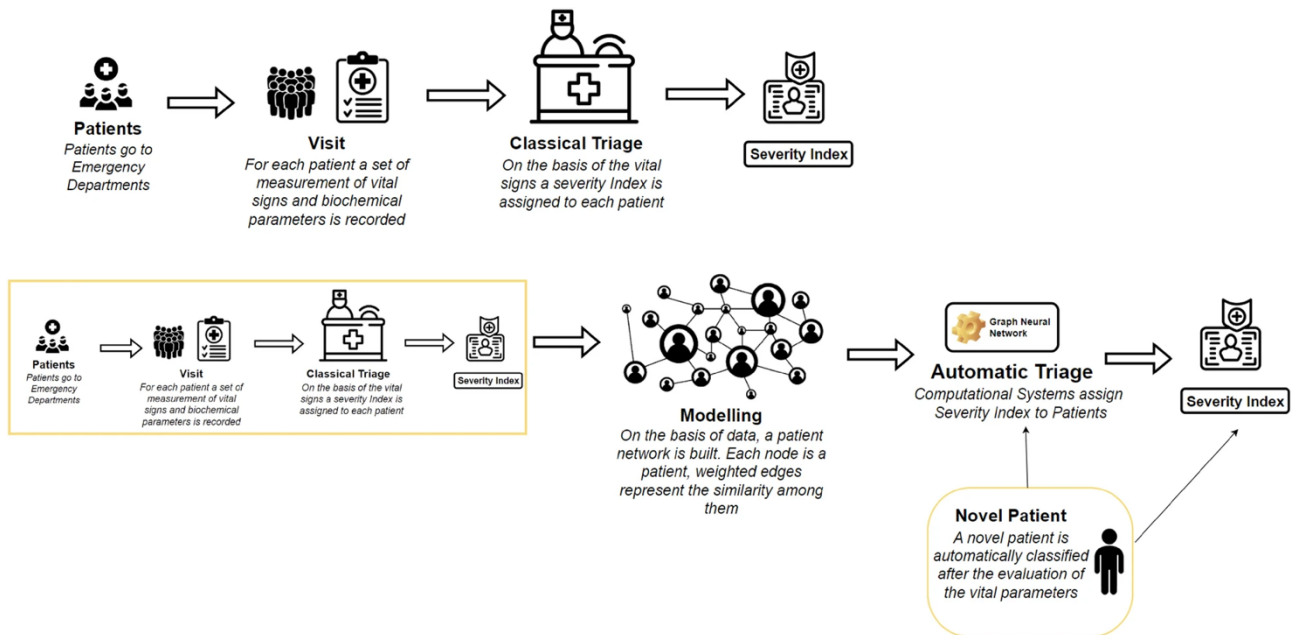 Patients
Patients go to
Emergency
Departments
Visit
For each patient a set of
measurement of vital
signs and biochemical
parameters is recorded
Classical Triage
On the basis of the vital
signs a severity Index is
assigned to each patient
Severity Index
Patients
Patients go to
Emergency
Departments
Visit
For each patient a set of
measurement of vital
signs and biochemical
parameters is recorded
Classical Triage
On the basis of the vital
signs a severity Index is
assigned to each patient
Severity Index
Modelling
On the basis of data, a patient
network is built. Each node is a
patient, weighted edges
represent the similarity among
them
Graph Neural
Network
Automatic Triage
Computational Systems assign
Severity Index to Patients
Severity Index
Novel Patient
A novel patient is
automatically classified
after the evaluation of
the vital parameters